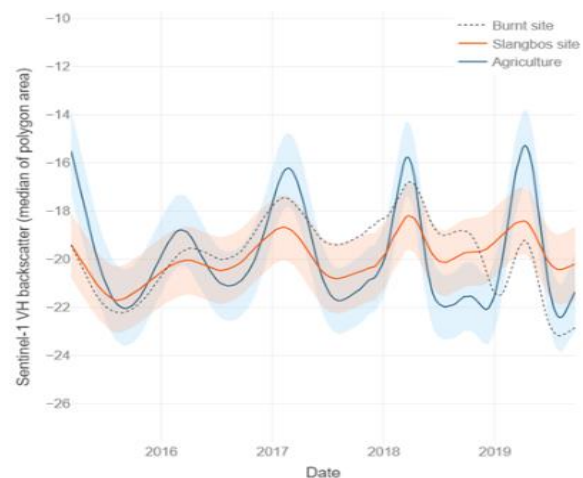 Burnt site
Slangbos site
Agriculture
Sentinel-1 VH backscatter (median of polygon area)
−10
−12
−14
−16
−18
−20
−22
−24
−26
2016
2017
2018
2019
Date